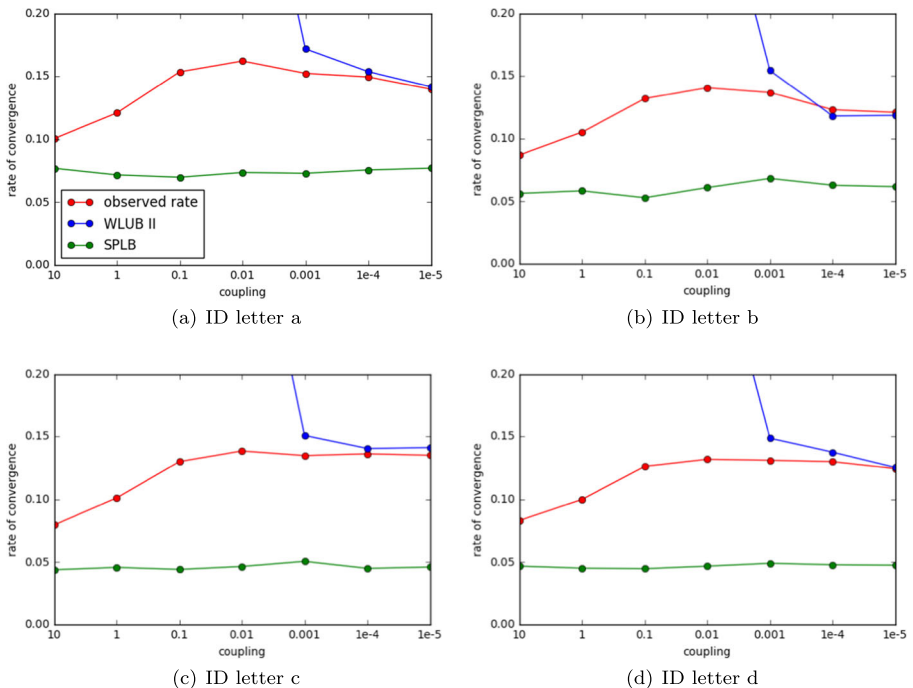 0.20
0.15
0.10
0.05
0.00
rate of convergence
observed rate
WLUB II
SPLB
10 1 0.1 0.01 0.001 1e-4 1e-5
coupling
(a) ID letter a
0.20
0.15
0.10
0.05
0.00
rate of convergence
10 1 0.1 0.01 0.001 1e-4 1e-5
coupling
(b) ID letter b
0.20
0.15
0.10
0.05
0.00
rate of convergence
10 1 0.1 0.01 0.001 1e-4 1e-5
coupling
(c) ID letter c
0.20
0.15
0.10
0.05
0.00
rate of convergence
10 1 0.1 0.01 0.001 1e-4 1e-5
coupling
(d) ID letter d